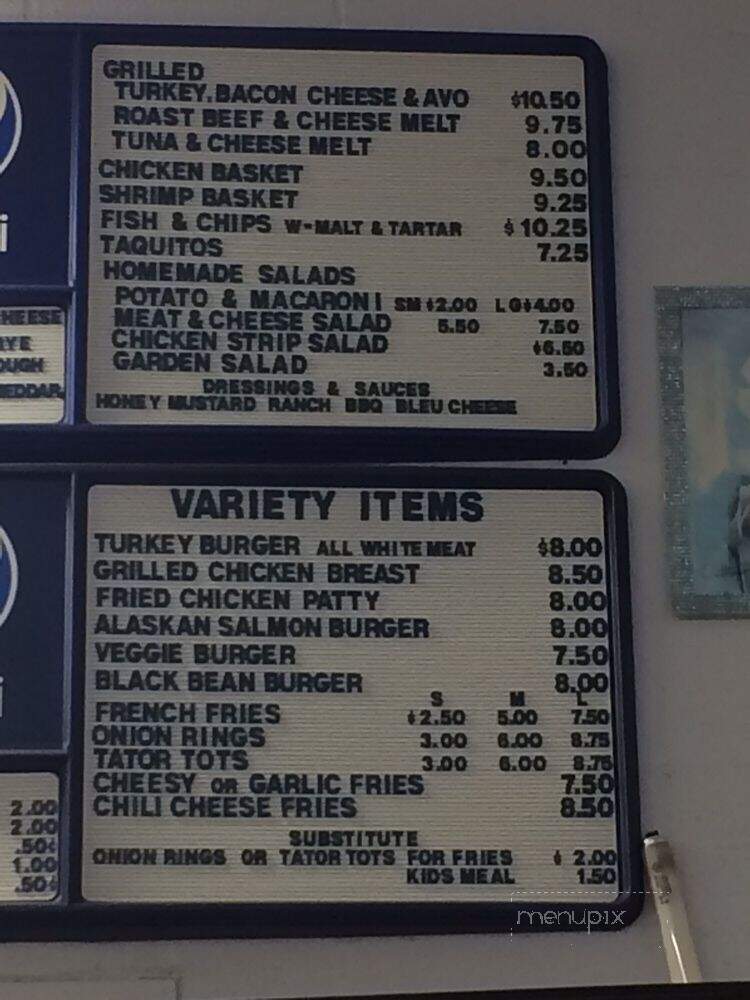 GRILLED
TURKEY.BACON CHEESE & AVO $10.50
ROAST BEEF & CHEESE MELT 9.75
TUNA & CHEESE MELT 8.00
CHICKEN BASKET 9.50
SHRIMP BASKET 9.25
FISH & CHIPS W-MALT & TARTAR $10.25
TAQUITOS 7.25
HOMEMADE SALADS
POTATO & MACARONI SM $2.00 LG $4.00
MEAT & CHEESE SALAD 5.50 7.50
CHICKEN STRIP SALAD $6.50
GARDEN SALAD 3.50
DRESSINGS & SAUCES
HONEY MUSTARD RANCH BBQ BLEU CHEESE
HEESE
RYE
OUGH
EDDAR
i
VARIETY ITEMS
TURKEY BURGER ALL WHITE MEAT $8.00
GRILLED CHICKEN BREAST 8.50
FRIED CHICKEN PATTY 8.00
ALASKAN SALMON BURGER 8.00
VEGGIE BURGER 7.50
BLACK BEAN BURGER 8.00
S M L
FRENCH FRIES $2.50 5.00 7.50
ONION RINGS 3.00 6.00 8.75
TATOR TOTS 3.00 6.00 8.75
CHEESY OR GARLIC FRIES 7.50
CHILI CHEESE FRIES 8.50
SUBSTITUTE
ONION RINGS OR TATOR TOTS FOR FRIES $ 2.00
KIDS MEAL 1.50
i
2.00
2.00
.50¢
1.00
.50¢
menupix